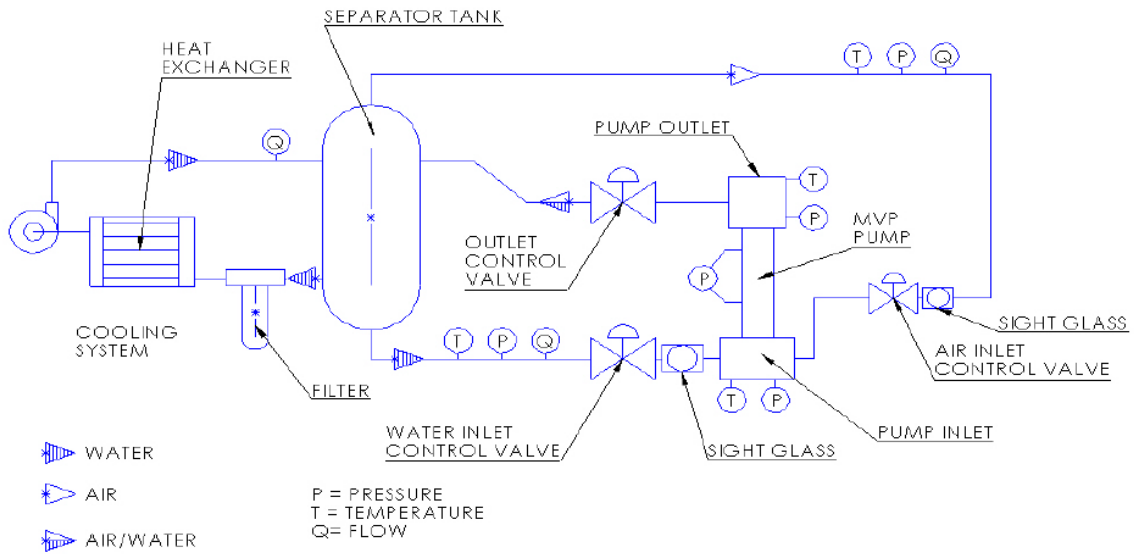 SEPARATOR TANK
HEAT
EXCHANGER
T
P
Q
Q
PUMP OUTLET
T
P
OUTLET
CONTROL
VALVE
MVP
PUMP
P
SIGHT GLASS
AIR INLET
CONTROL VALVE
COOLING
SYSTEM
T
P
Q
FILTER
T
P
WATER INLET
CONTROL VALVE
SIGHT GLASS
PUMP INLET
WATER
AIR
AIR/WATER
P = PRESSURE
T = TEMPERATURE
Q= FLOW